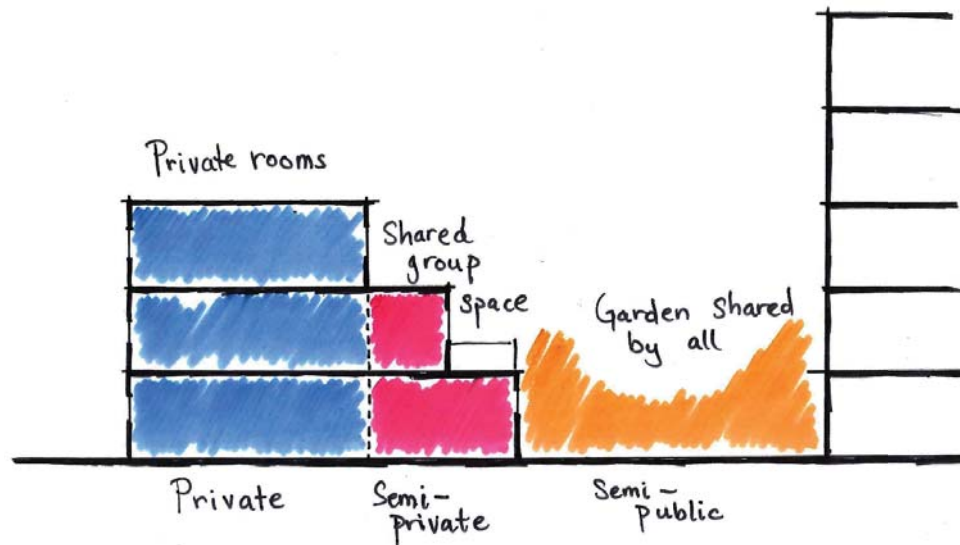 Private rooms
Shared
group
space
Garden shared
by all
Private
Semi-
private
Semi-
public